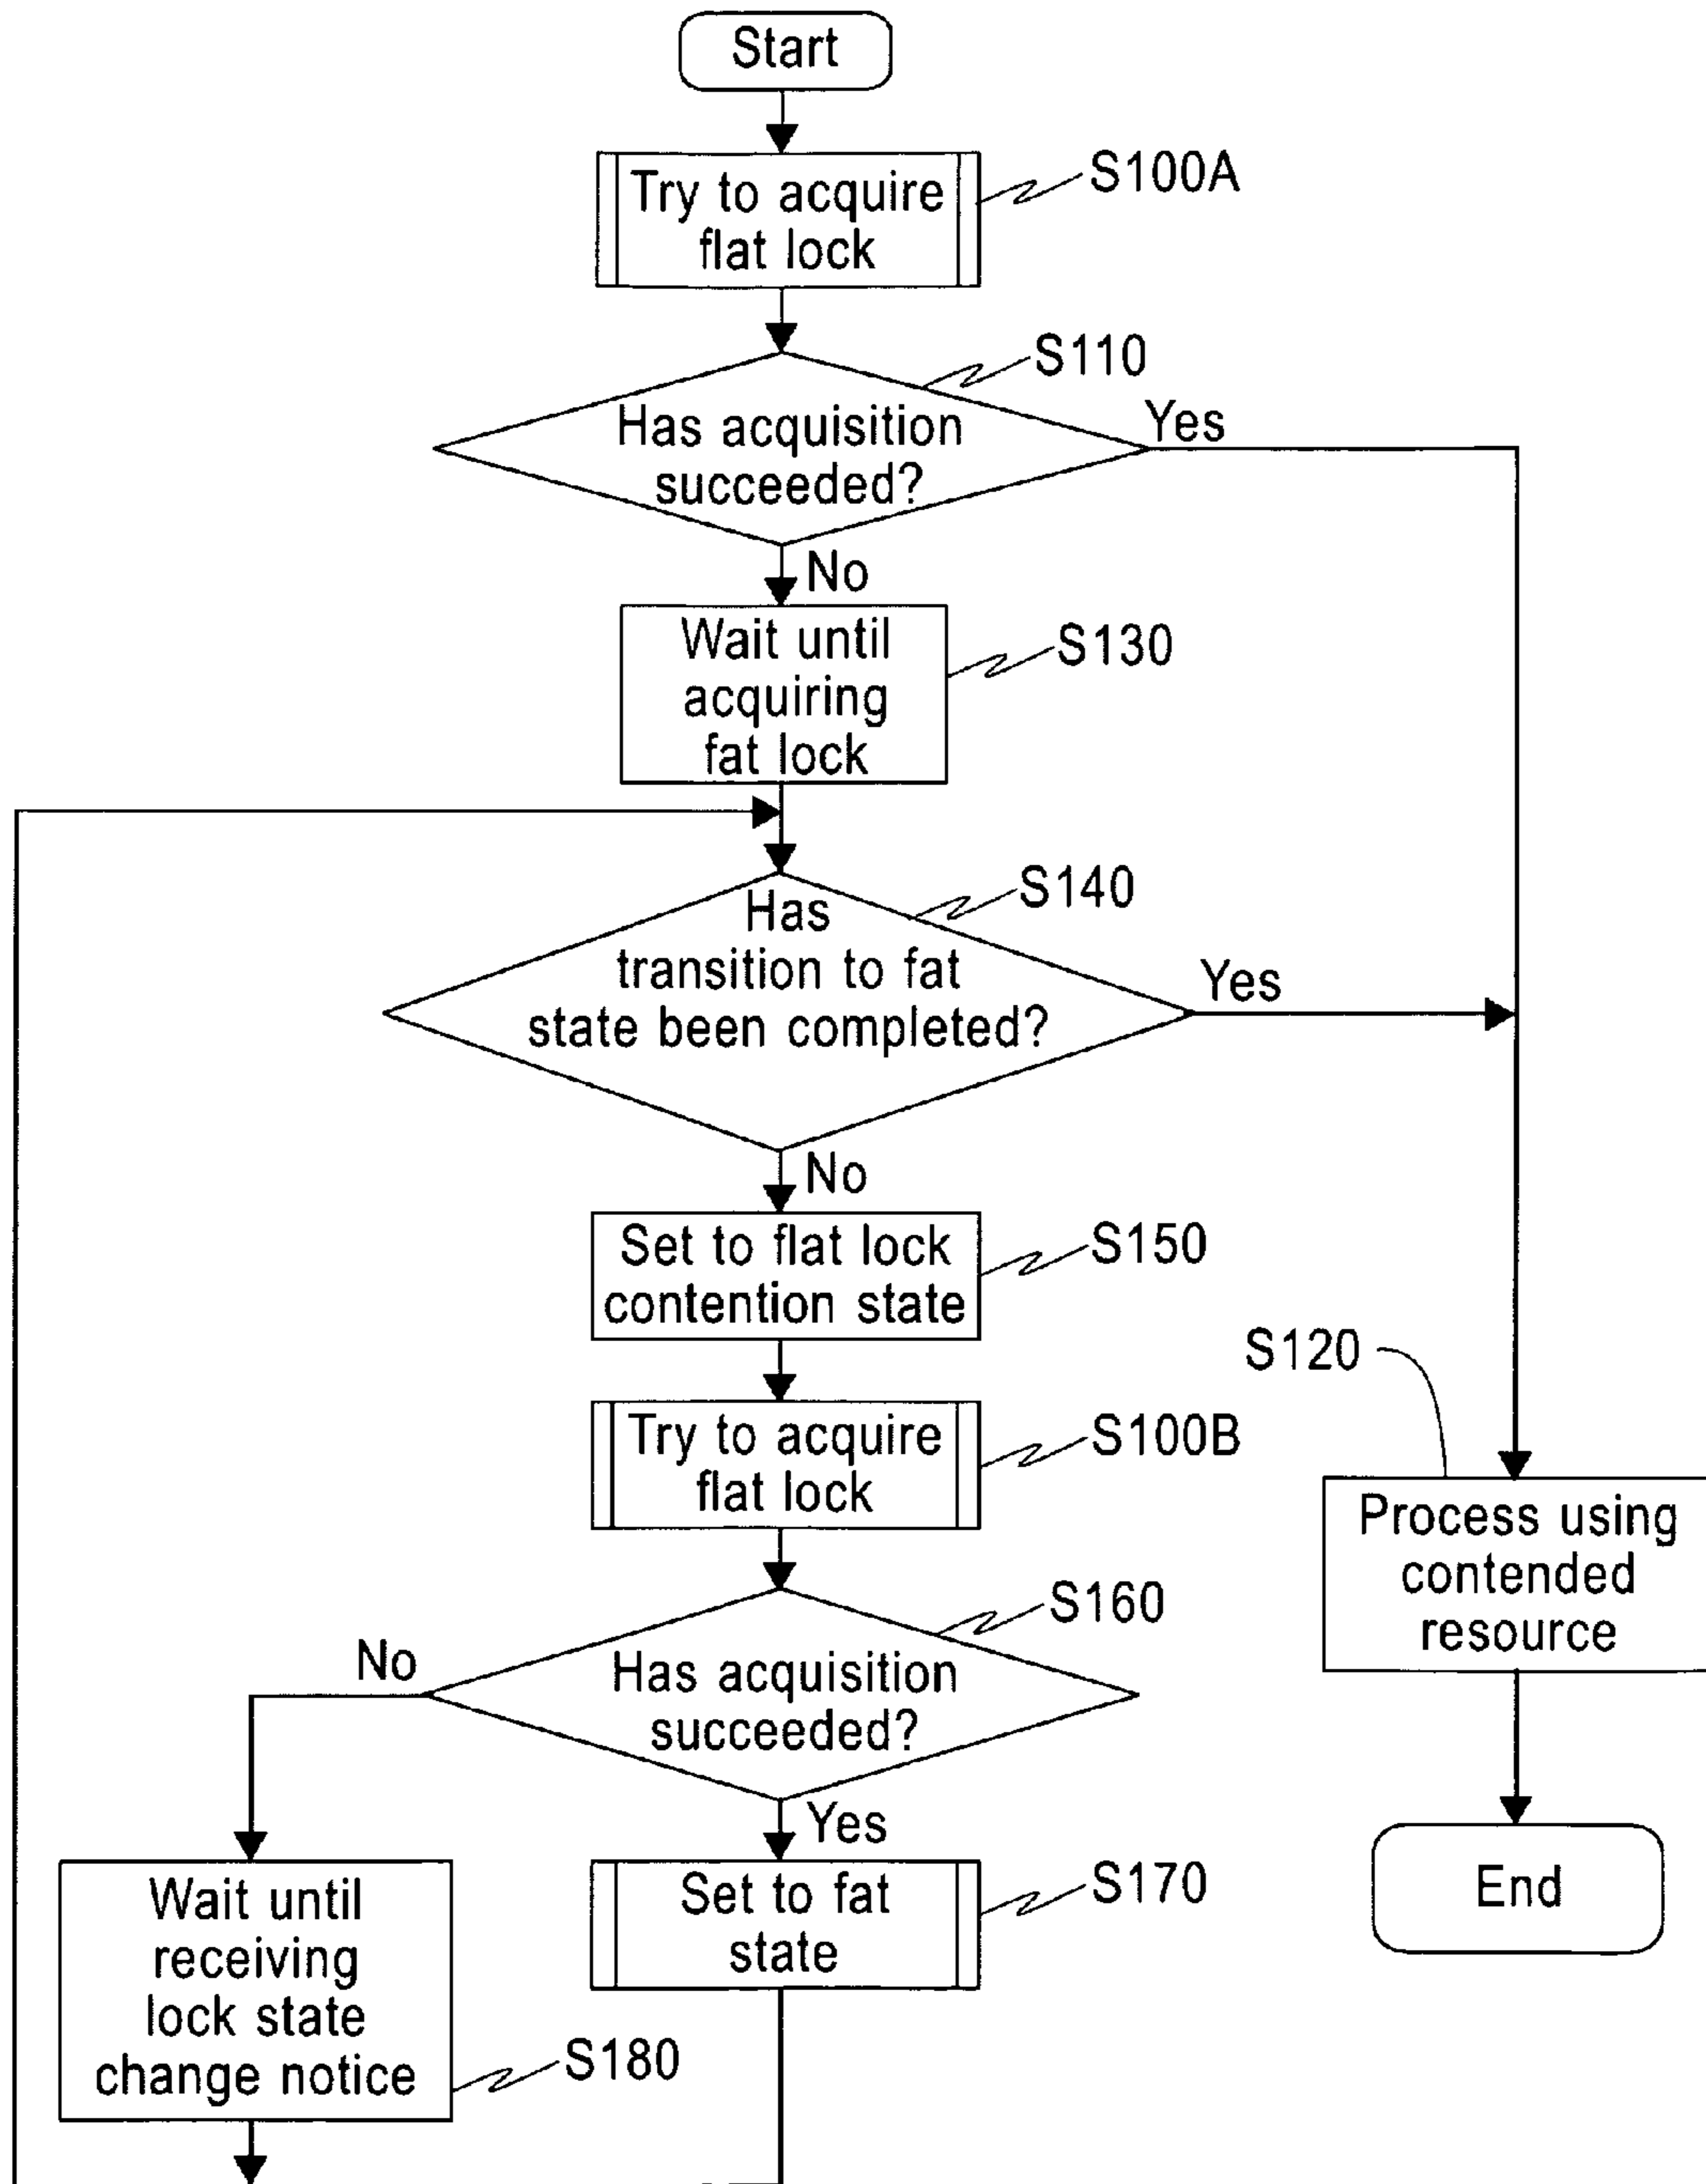 Start
Try to acquire
flat lock
S100A
S110
Has acquisition
succeeded?
Yes
No
Wait until
acquiring
fat lock
S130
S140
Has
transition to fat
state been completed?
Yes
No
Set to flat lock
contention state
S150
Try to acquire
flat lock
S100B
S120
Process using
contended
resource
S160
Has acquisition
succeeded?
No
Yes
Set to fat
state
S170
End
Wait until
receiving
lock state
change notice
S180